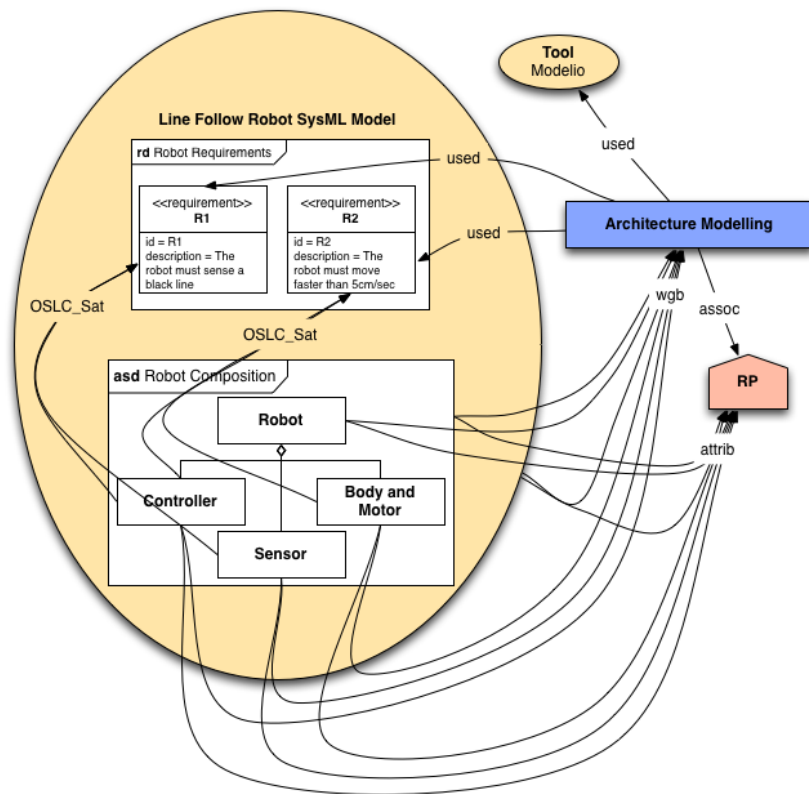 Tool
Modelio
Line Follow Robot SysML Model
used
rd Robot Requirements
used
<<requirement>>
R1
id = R1
description = The
robot must sense a
black line
<<requirement>>
R2
id = R2
description = The
robot must move
faster than 5cm/sec
used
Architecture Modelling
OSLC_Sat
wgb
assoc
OSLC_Sat
asd Robot Composition
RP
Robot
attrib
Controller
Body and
Motor
Sensor